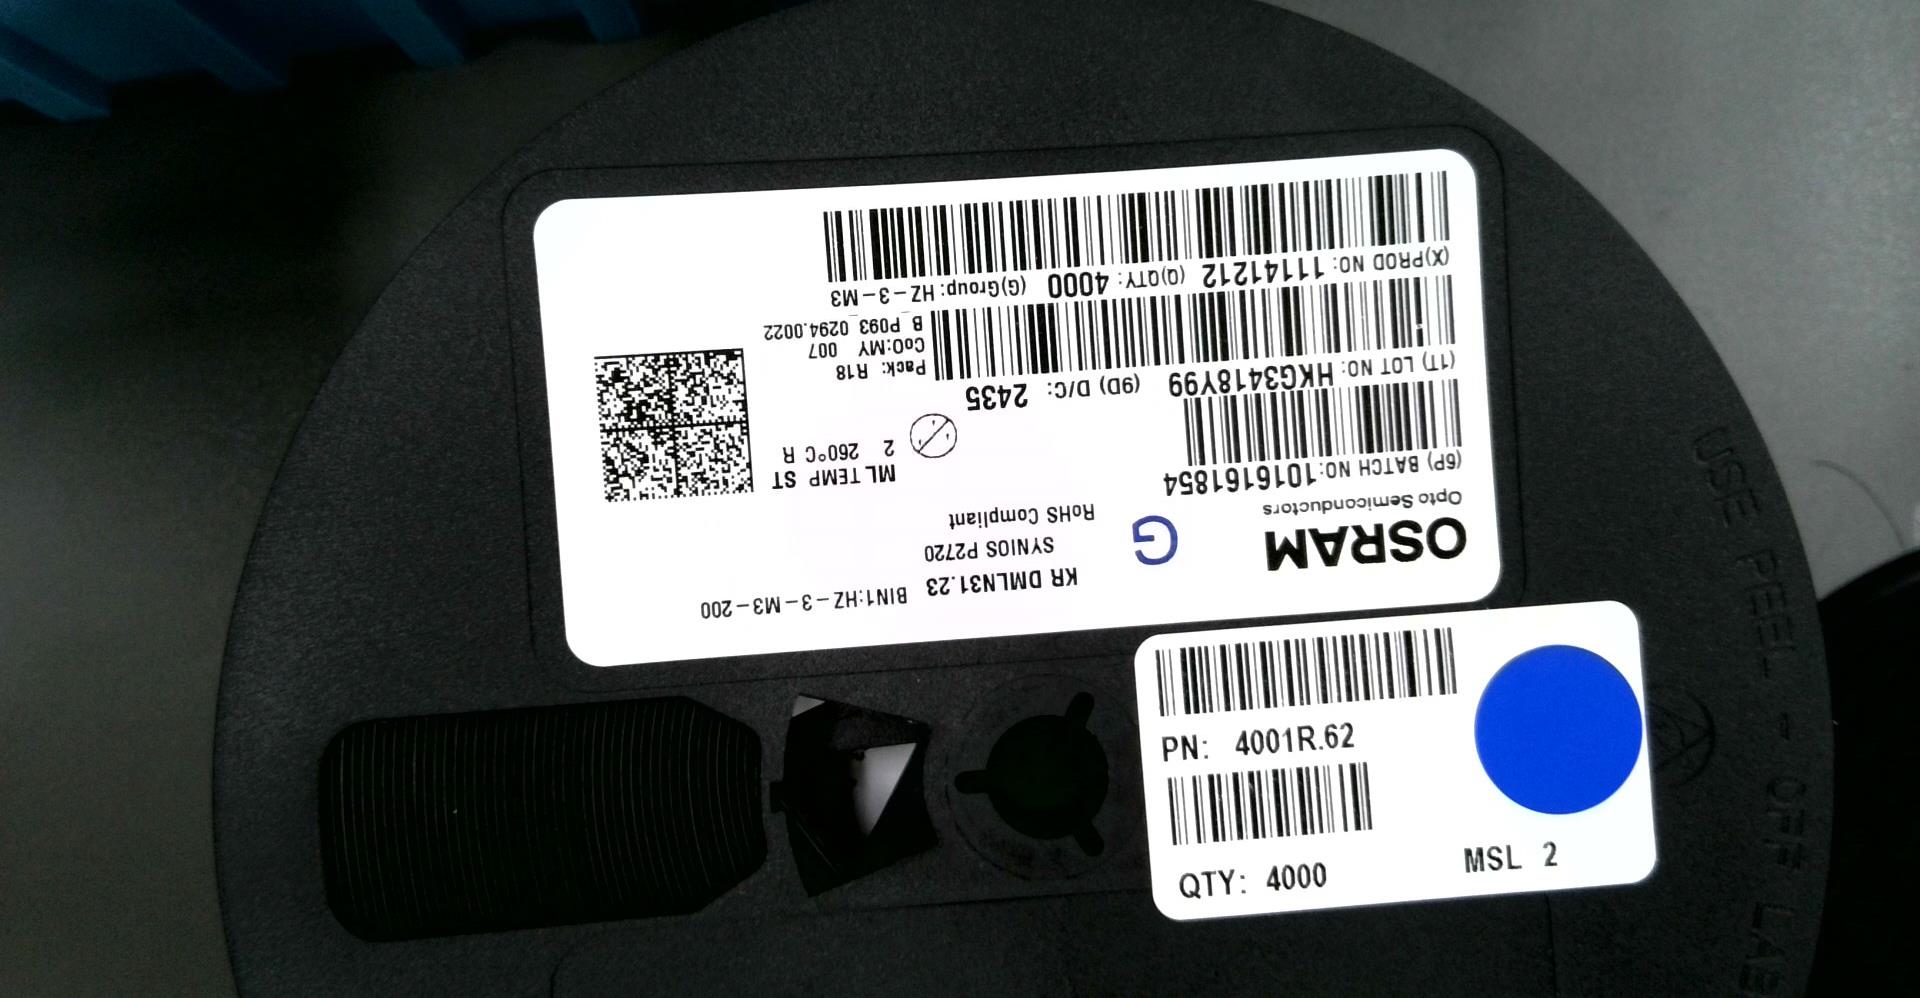 OSRAM
Opto Semiconductors
G
KR DMLN31.23 BIN1:HZ-3-M3-200
SYNIOS P2720
RoHS Compliant
(6P) BATCH NO:1016161854
ML TEMP ST
2 260°C R
(1T) LOT NO: HKG3418Y99 (9D) D/C: 2435
Pack: R18
CoO:MY 007
B_P093_0294.0022
(X)PROD NO: 11141212 (Q)QTY: 4000 (G)Group: HZ-3-M3
PN: 4001R.62
QTY: 4000
MSL 2
USE PEEL-OFF LAB